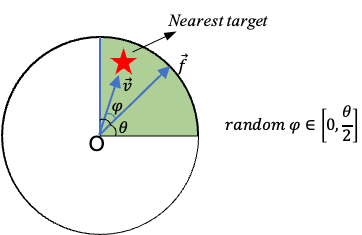 Nearest target
f⃗
v⃗
φ
θ
O
random φ ∈ [0, θ/2]